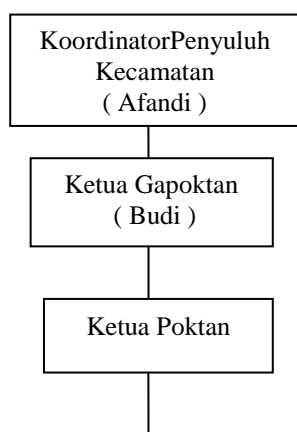 KoordinatorPenyuluh
Kecamatan
( Afandi )
Ketua Gapoktan
( Budi )
Ketua Poktan